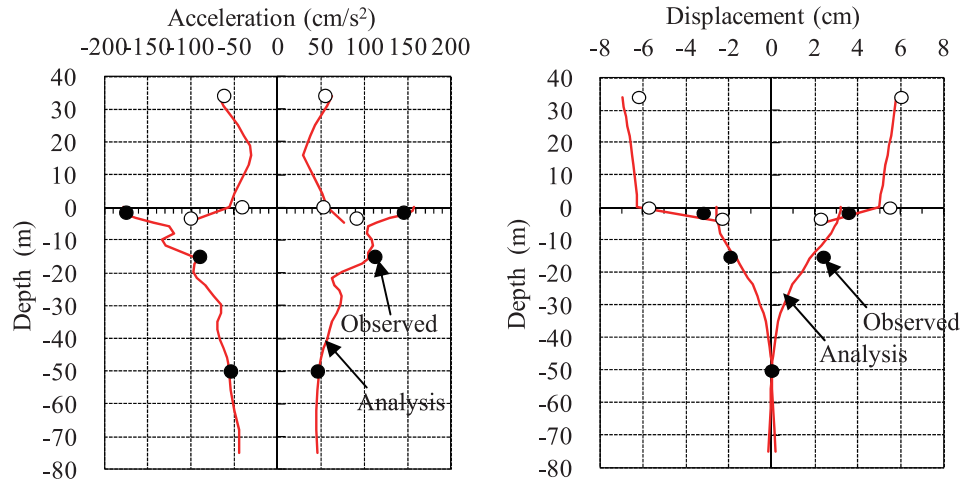 Acceleration (cm/s²)
-200 -150 -100 -50 0 50 100 150 200
Depth (m)
40
30
20
10
0
-10
-20
-30
-40
-50
-60
-70
-80
Observed
Analysis
Displacement (cm)
-8 -6 -4 -2 0 2 4 6 8
Depth (m)
40
30
20
10
0
-10
-20
-30
-40
-50
-60
-70
-80
Observed
Analysis